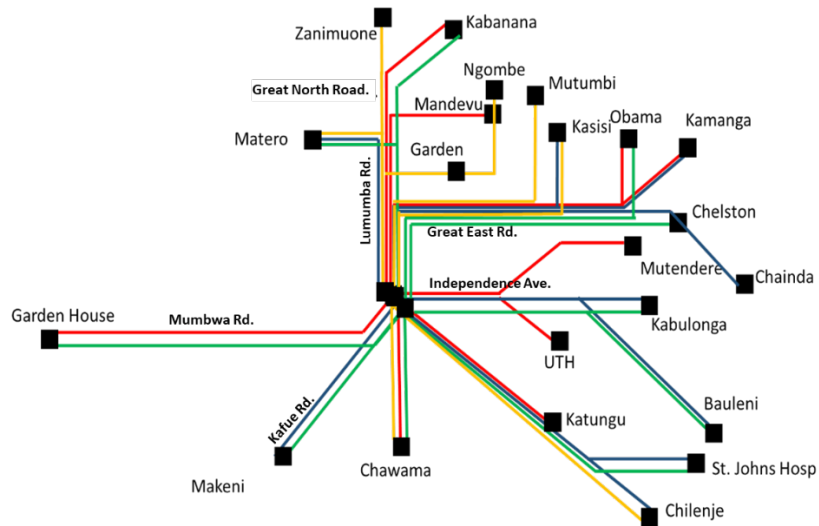 Zanimuone
Kabanana
Great North Road.
Ngombe
Mutumbi
Mandevu
Kasisi
Obama
Kamanga
Matero
Garden
Lumumba Rd.
Chelston
Great East Rd.
Mutendere
Chainda
Independence Ave.
Garden House
Mumbwa Rd.
Kabulonga
UTH
Kafue Rd.
Bauleni
Katungu
St. Johns Hosp
Chawama
Makeni
Chilenje